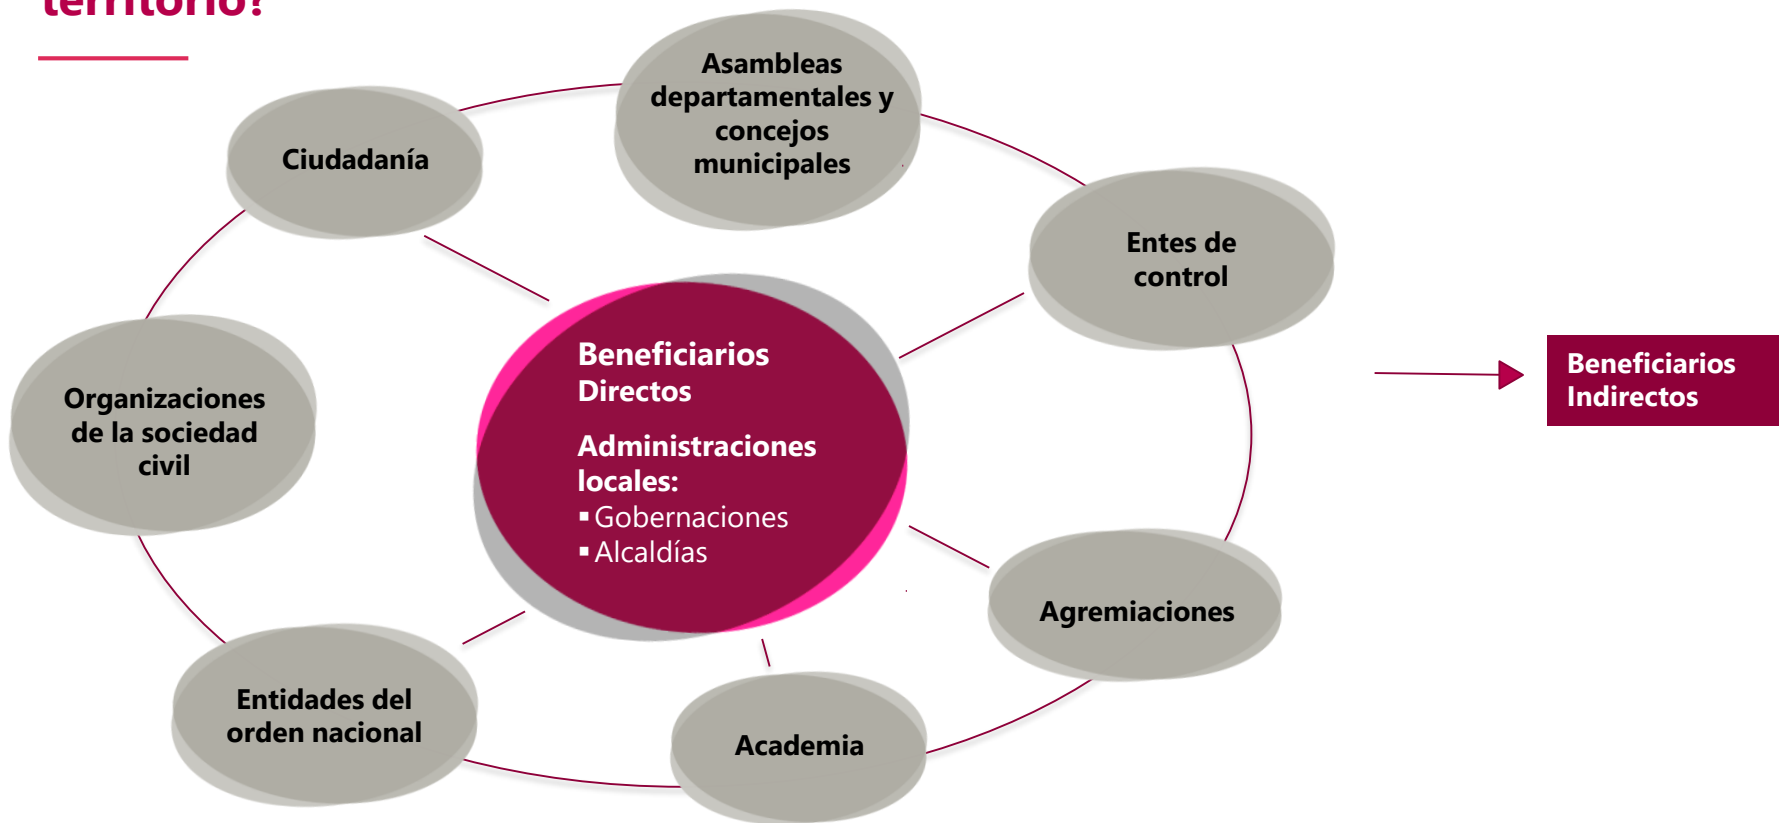 territorio?
Asambleas
departamentales y
concejos
municipales
Ciudadanía
Entes de
control
Beneficiarios
Directos
Administraciones
locales:
▪ Gobernaciones
▪ Alcaldías
Beneficiarios
Indirectos
Organizaciones
de la sociedad
civil
Agremiaciones
Entidades del
orden nacional
Academia